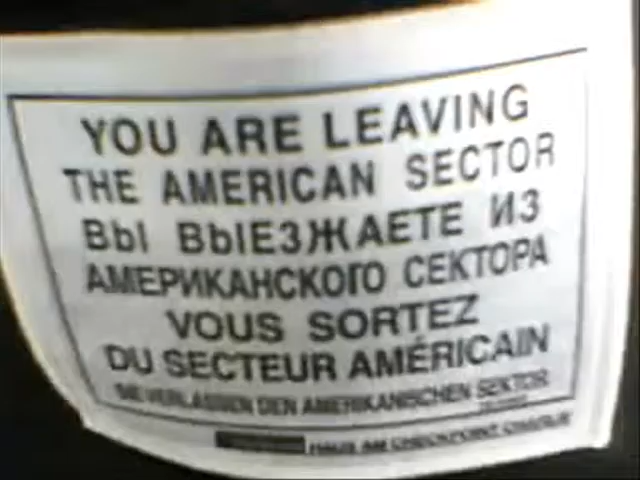 YOU ARE LEAVING
THE AMERICAN SECTOR
ВЫ ВЫЕЗЖАЕТЕ ИЗ
АМЕРИКАНСКОГО СЕКТОРА
VOUS SORTEZ
DU SECTEUR AMÉRICAIN
SIE VERLASSEN DEN AMERIKANISCHEN SEKTOR
HAUS AM CHECKPOINT CHARLIE